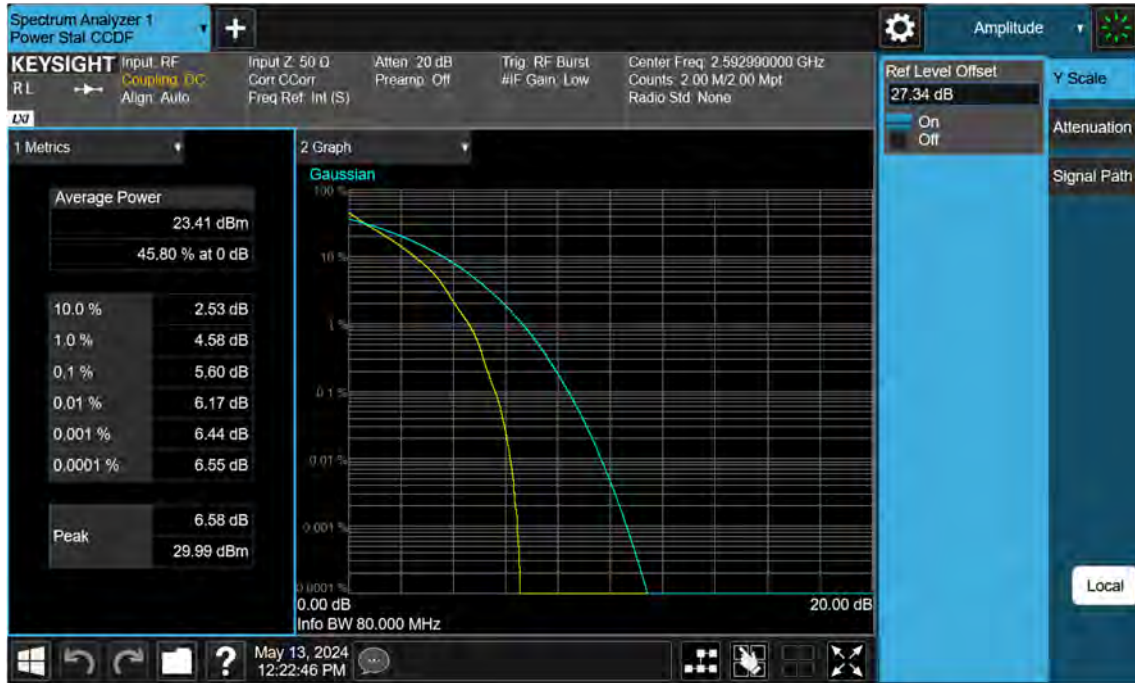 Spectrum Analyzer 1
Power Stat CCDF
+
Amplitude
KEYSIGHT
Input: RF
Input Z: 50 Ω
Atten: 20 dB
Trig: RF Burst
Center Freq: 2.592990000 GHz
R L
Coupling: DC
Corr CCorr
Preamp: Off
#IF Gain: Low
Counts: 2.00 M/2.00 Mpt
Align: Auto
Freq Ref: Int (S)
Radio Std: None
LXI
Ref Level Offset
27.34 dB
On
Off
Y Scale
Attenuation
Signal Path
1 Metrics
Average Power
23.41 dBm
45.80 % at 0 dB
10.0 % 2.53 dB
1.0 % 4.58 dB
0.1 % 5.60 dB
0.01 % 6.17 dB
0.001 % 6.44 dB
0.0001 % 6.55 dB
Peak
6.58 dB
29.99 dBm
2 Graph
Gaussian
100 %
10 %
1 %
0.1 %
0.01 %
0.001 %
0.0001 %
0.00 dB
20.00 dB
Info BW 80.000 MHz
Local
?
May 13, 2024
12:22:46 PM